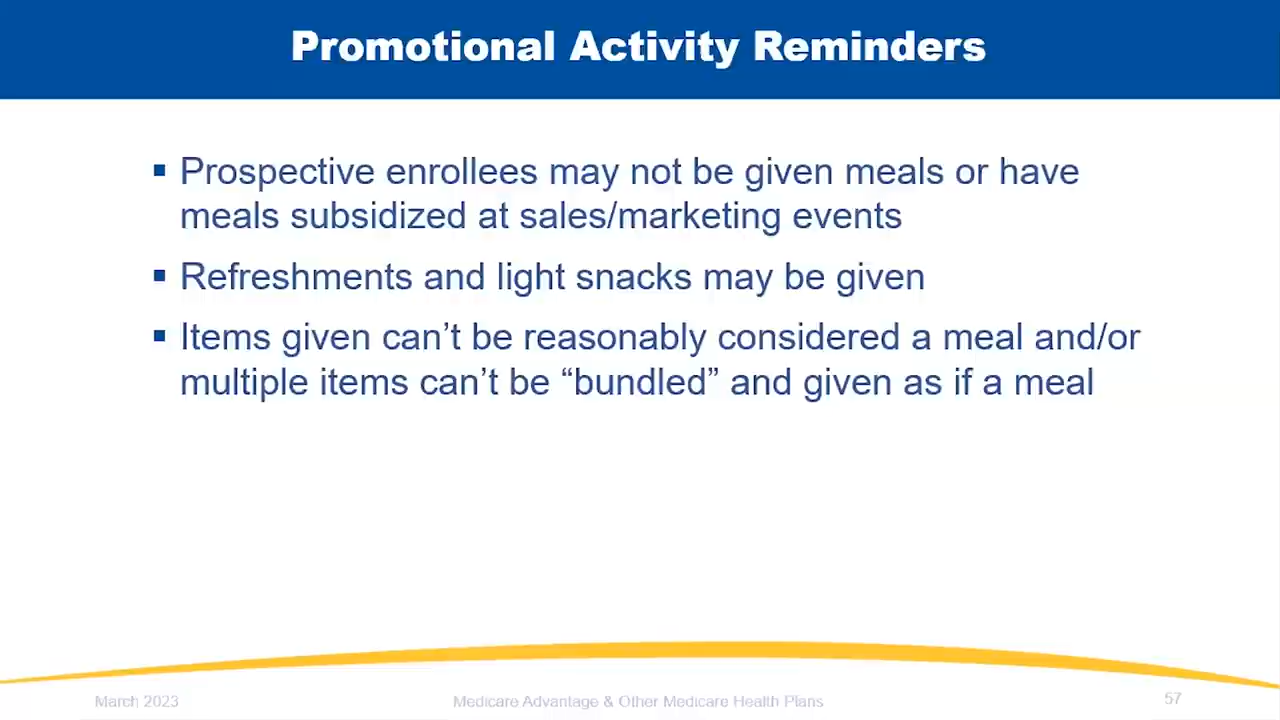 Promotional Activity Reminders
▪ Prospective enrollees may not be given meals or have
meals subsidized at sales/marketing events
▪ Refreshments and light snacks may be given
▪ Items given can’t be reasonably considered a meal and/or
multiple items can’t be “bundled” and given as if a meal
March 2023
Medicare Advantage & Other Medicare Health Plans
57